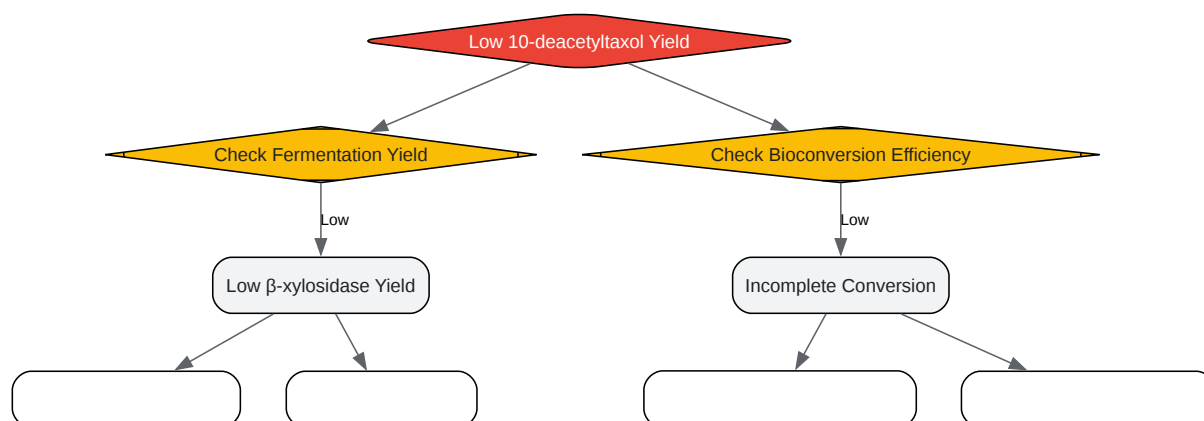 Low 10-deacetyltaxol Yield
Check Fermentation Yield
Check Bioconversion Efficiency
Low
Low
Low β-xylosidase Yield
Incomplete Conversion